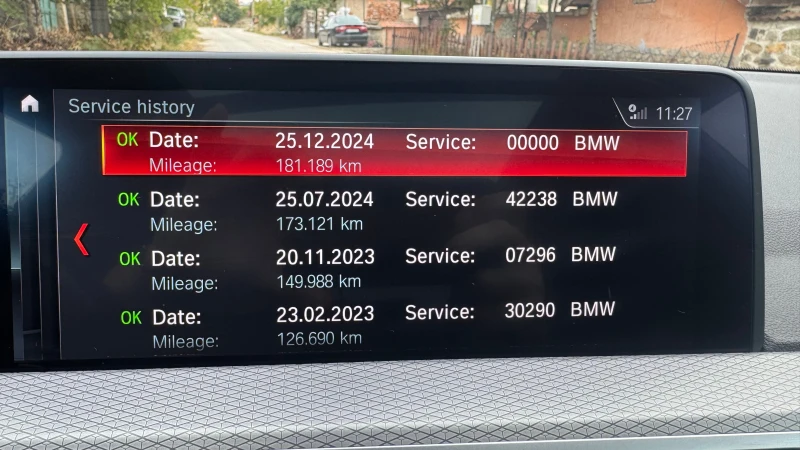 Service history 11:27
OK Date: 25.12.2024 Service: 00000 BMW
Mileage: 181.189 km
OK Date: 25.07.2024 Service: 42238 BMW
Mileage: 173.121 km
OK Date: 20.11.2023 Service: 07296 BMW
Mileage: 149.988 km
OK Date: 23.02.2023 Service: 30290 BMW
Mileage: 126.690 km